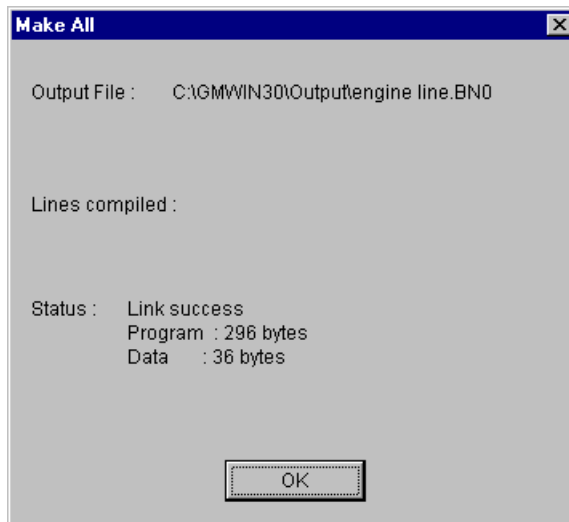 Make All
Output File : C:\GMWIN30\Output\engine line.BN0
Lines compiled :
Status : Link success
Program : 296 bytes
Data : 36 bytes
OK